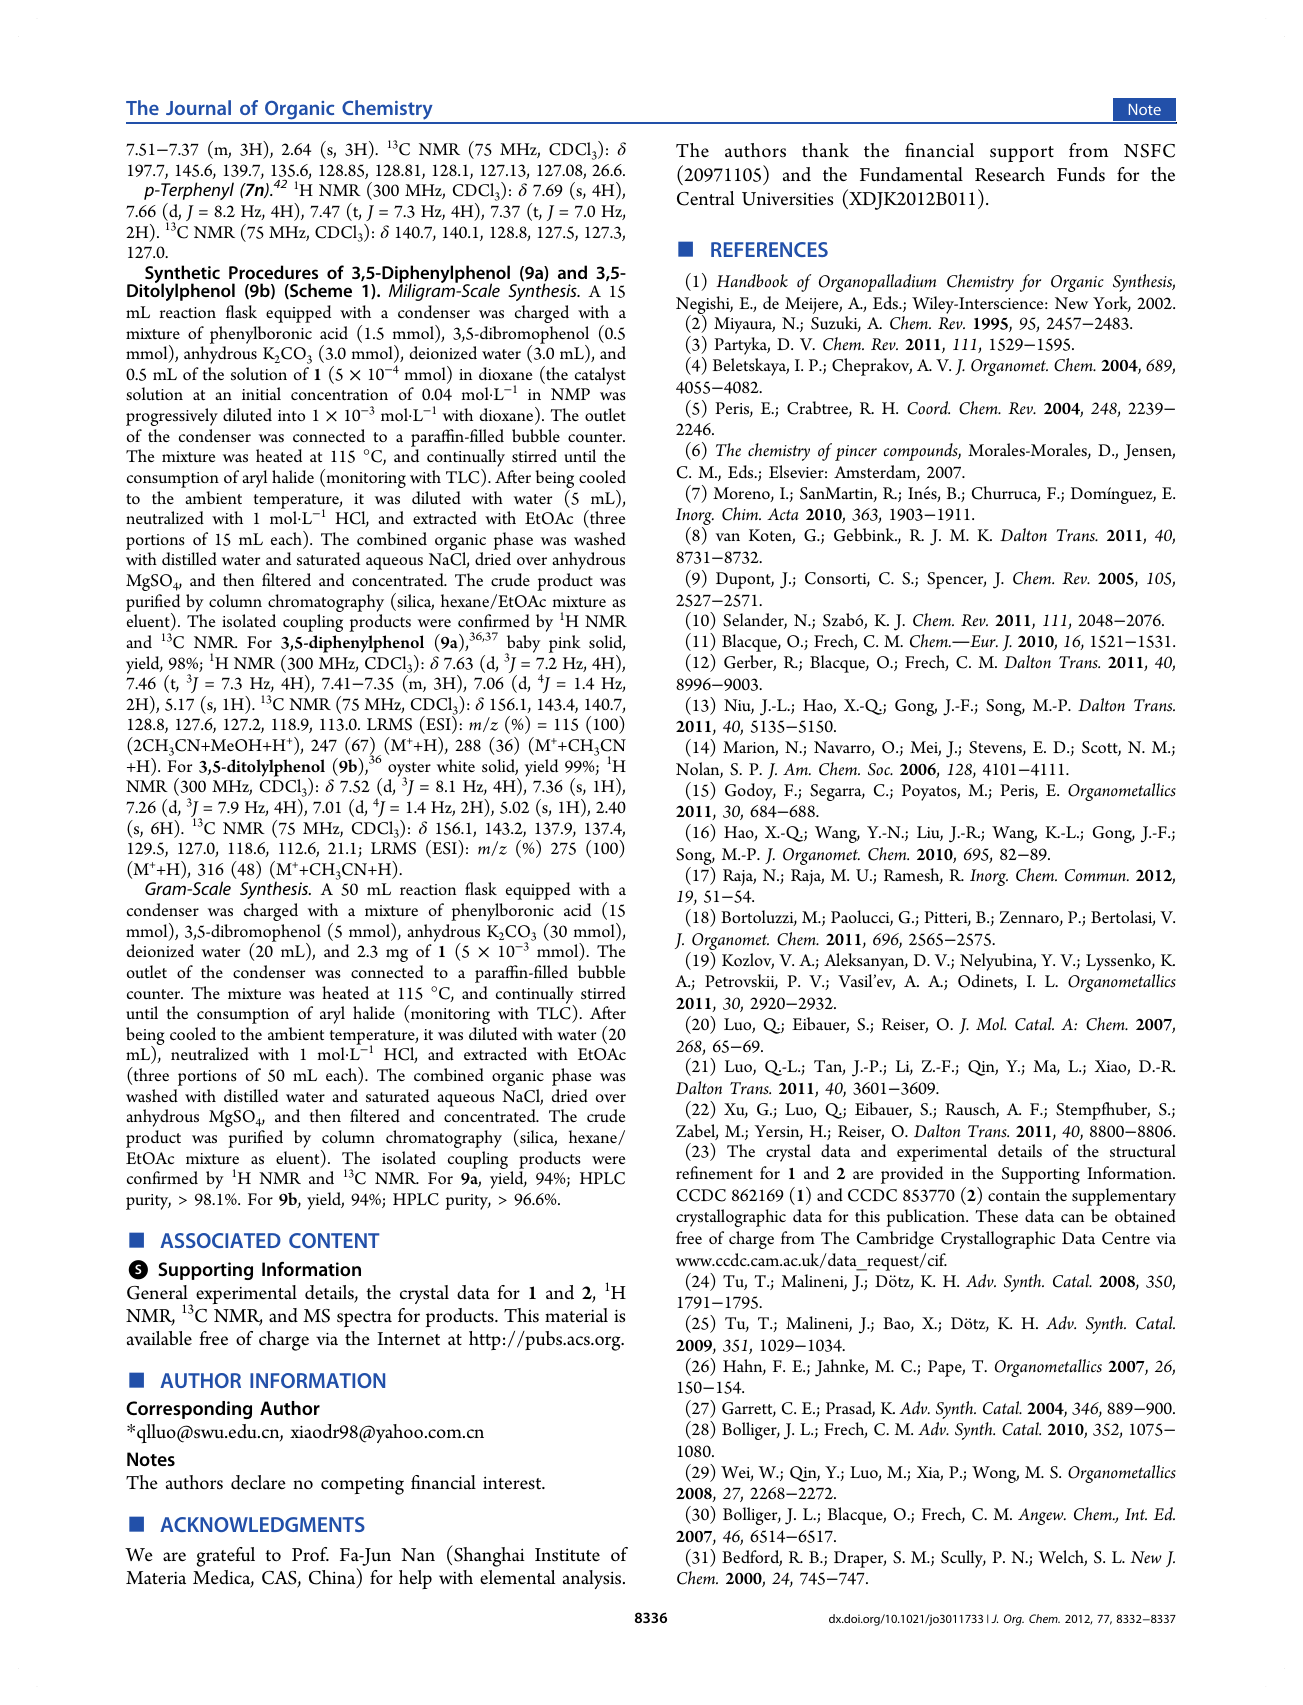 The Journal of Organic Chemistry
Note
7.51−7.37 (m, 3H), 2.64 (s, 3H). ¹³C NMR (75 MHz, CDCl₃): δ
197.7, 145.6, 139.7, 135.6, 128.85, 128.81, 128.1, 127.13, 127.08, 26.6.
p-Terphenyl (7n).⁴² ¹H NMR (300 MHz, CDCl₃): δ 7.69 (s, 4H),
7.66 (d, J = 8.2 Hz, 4H), 7.47 (t, J = 7.3 Hz, 4H), 7.37 (t, J = 7.0 Hz,
2H). ¹³C NMR (75 MHz, CDCl₃): δ 140.7, 140.1, 128.8, 127.5, 127.3,
127.0.
Synthetic Procedures of 3,5-Diphenylphenol (9a) and 3,5-
Ditolylphenol (9b) (Scheme 1). Miligram-Scale Synthesis. A 15
mL reaction flask equipped with a condenser was charged with a
mixture of phenylboronic acid (1.5 mmol), 3,5-dibromophenol (0.5
mmol), anhydrous K₂CO₃ (3.0 mmol), deionized water (3.0 mL), and
0.5 mL of the solution of 1 (5 × 10⁻⁴ mmol) in dioxane (the catalyst
solution at an initial concentration of 0.04 mol·L⁻¹ in NMP was
progressively diluted into 1 × 10⁻³ mol·L⁻¹ with dioxane). The outlet
of the condenser was connected to a paraffin-filled bubble counter.
The mixture was heated at 115 °C, and continually stirred until the
consumption of aryl halide (monitoring with TLC). After being cooled
to the ambient temperature, it was diluted with water (5 mL),
neutralized with 1 mol·L⁻¹ HCl, and extracted with EtOAc (three
portions of 15 mL each). The combined organic phase was washed
with distilled water and saturated aqueous NaCl, dried over anhydrous
MgSO₄, and then filtered and concentrated. The crude product was
purified by column chromatography (silica, hexane/EtOAc mixture as
eluent). The isolated coupling products were confirmed by ¹H NMR
and ¹³C NMR. For 3,5-diphenylphenol (9a),³⁶,³⁷ baby pink solid,
yield, 98%; ¹H NMR (300 MHz, CDCl₃): δ 7.63 (d, ³J = 7.2 Hz, 4H),
7.46 (t, ³J = 7.3 Hz, 4H), 7.41−7.35 (m, 3H), 7.06 (d, ⁴J = 1.4 Hz,
2H), 5.17 (s, 1H). ¹³C NMR (75 MHz, CDCl₃): δ 156.1, 143.4, 140.7,
128.8, 127.6, 127.2, 118.9, 113.0. LRMS (ESI): m/z (%) = 115 (100)
(2CH₃CN+MeOH+H⁺), 247 (67) (M⁺+H), 288 (36) (M⁺+CH₃CN
+H). For 3,5-ditolylphenol (9b),³⁶ oyster white solid, yield 99%; ¹H
NMR (300 MHz, CDCl₃): δ 7.52 (d, ³J = 8.1 Hz, 4H), 7.36 (s, 1H),
7.26 (d, ³J = 7.9 Hz, 4H), 7.01 (d, ⁴J = 1.4 Hz, 2H), 5.02 (s, 1H), 2.40
(s, 6H). ¹³C NMR (75 MHz, CDCl₃): δ 156.1, 143.2, 137.9, 137.4,
129.5, 127.0, 118.6, 112.6, 21.1; LRMS (ESI): m/z (%) 275 (100)
(M⁺+H), 316 (48) (M⁺+CH₃CN+H).
Gram-Scale Synthesis. A 50 mL reaction flask equipped with a
condenser was charged with a mixture of phenylboronic acid (15
mmol), 3,5-dibromophenol (5 mmol), anhydrous K₂CO₃ (30 mmol),
deionized water (20 mL), and 2.3 mg of 1 (5 × 10⁻³ mmol). The
outlet of the condenser was connected to a paraffin-filled bubble
counter. The mixture was heated at 115 °C, and continually stirred
until the consumption of aryl halide (monitoring with TLC). After
being cooled to the ambient temperature, it was diluted with water (20
mL), neutralized with 1 mol·L⁻¹ HCl, and extracted with EtOAc
(three portions of 50 mL each). The combined organic phase was
washed with distilled water and saturated aqueous NaCl, dried over
anhydrous MgSO₄, and then filtered and concentrated. The crude
product was purified by column chromatography (silica, hexane/
EtOAc mixture as eluent). The isolated coupling products were
confirmed by ¹H NMR and ¹³C NMR. For 9a, yield, 94%; HPLC
purity, > 98.1%. For 9b, yield, 94%; HPLC purity, > 96.6%.
■ ASSOCIATED CONTENT
S Supporting Information
General experimental details, the crystal data for 1 and 2, ¹H
NMR, ¹³C NMR, and MS spectra for products. This material is
available free of charge via the Internet at http://pubs.acs.org.
■ AUTHOR INFORMATION
Corresponding Author
*qlluo@swu.edu.cn, xiaodr98@yahoo.com.cn
Notes
The authors declare no competing financial interest.
■ ACKNOWLEDGMENTS
We are grateful to Prof. Fa-Jun Nan (Shanghai Institute of
Materia Medica, CAS, China) for help with elemental analysis.
The authors thank the financial support from NSFC
(20971105) and the Fundamental Research Funds for the
Central Universities (XDJK2012B011).
■ REFERENCES
(1) Handbook of Organopalladium Chemistry for Organic Synthesis,
Negishi, E., de Meijere, A., Eds.; Wiley-Interscience: New York, 2002.
(2) Miyaura, N.; Suzuki, A. Chem. Rev. 1995, 95, 2457−2483.
(3) Partyka, D. V. Chem. Rev. 2011, 111, 1529−1595.
(4) Beletskaya, I. P.; Cheprakov, A. V. J. Organomet. Chem. 2004, 689,
4055−4082.
(5) Peris, E.; Crabtree, R. H. Coord. Chem. Rev. 2004, 248, 2239−
2246.
(6) The chemistry of pincer compounds, Morales-Morales, D., Jensen,
C. M., Eds.; Elsevier: Amsterdam, 2007.
(7) Moreno, I.; SanMartin, R.; Inés, B.; Churruca, F.; Domínguez, E.
Inorg. Chim. Acta 2010, 363, 1903−1911.
(8) van Koten, G.; Gebbink., R. J. M. K. Dalton Trans. 2011, 40,
8731−8732.
(9) Dupont, J.; Consorti, C. S.; Spencer, J. Chem. Rev. 2005, 105,
2527−2571.
(10) Selander, N.; Szabó, K. J. Chem. Rev. 2011, 111, 2048−2076.
(11) Blacque, O.; Frech, C. M. Chem.—Eur. J. 2010, 16, 1521−1531.
(12) Gerber, R.; Blacque, O.; Frech, C. M. Dalton Trans. 2011, 40,
8996−9003.
(13) Niu, J.-L.; Hao, X.-Q.; Gong, J.-F.; Song, M.-P. Dalton Trans.
2011, 40, 5135−5150.
(14) Marion, N.; Navarro, O.; Mei, J.; Stevens, E. D.; Scott, N. M.;
Nolan, S. P. J. Am. Chem. Soc. 2006, 128, 4101−4111.
(15) Godoy, F.; Segarra, C.; Poyatos, M.; Peris, E. Organometallics
2011, 30, 684−688.
(16) Hao, X.-Q.; Wang, Y.-N.; Liu, J.-R.; Wang, K.-L.; Gong, J.-F.;
Song, M.-P. J. Organomet. Chem. 2010, 695, 82−89.
(17) Raja, N.; Raja, M. U.; Ramesh, R. Inorg. Chem. Commun. 2012,
19, 51−54.
(18) Bortoluzzi, M.; Paolucci, G.; Pitteri, B.; Zennaro, P.; Bertolasi, V.
J. Organomet. Chem. 2011, 696, 2565−2575.
(19) Kozlov, V. A.; Aleksanyan, D. V.; Nelyubina, Y. V.; Lyssenko, K.
A.; Petrovskii, P. V.; Vasil'ev, A. A.; Odinets, I. L. Organometallics
2011, 30, 2920−2932.
(20) Luo, Q.; Eibauer, S.; Reiser, O. J. Mol. Catal. A: Chem. 2007,
268, 65−69.
(21) Luo, Q.-L.; Tan, J.-P.; Li, Z.-F.; Qin, Y.; Ma, L.; Xiao, D.-R.
Dalton Trans. 2011, 40, 3601−3609.
(22) Xu, G.; Luo, Q.; Eibauer, S.; Rausch, A. F.; Stempfhuber, S.;
Zabel, M.; Yersin, H.; Reiser, O. Dalton Trans. 2011, 40, 8800−8806.
(23) The crystal data and experimental details of the structural
refinement for 1 and 2 are provided in the Supporting Information.
CCDC 862169 (1) and CCDC 853770 (2) contain the supplementary
crystallographic data for this publication. These data can be obtained
free of charge from The Cambridge Crystallographic Data Centre via
www.ccdc.cam.ac.uk/data_request/cif.
(24) Tu, T.; Malineni, J.; Dötz, K. H. Adv. Synth. Catal. 2008, 350,
1791−1795.
(25) Tu, T.; Malineni, J.; Bao, X.; Dötz, K. H. Adv. Synth. Catal.
2009, 351, 1029−1034.
(26) Hahn, F. E.; Jahnke, M. C.; Pape, T. Organometallics 2007, 26,
150−154.
(27) Garrett, C. E.; Prasad, K. Adv. Synth. Catal. 2004, 346, 889−900.
(28) Bolliger, J. L.; Frech, C. M. Adv. Synth. Catal. 2010, 352, 1075−
1080.
(29) Wei, W.; Qin, Y.; Luo, M.; Xia, P.; Wong, M. S. Organometallics
2008, 27, 2268−2272.
(30) Bolliger, J. L.; Blacque, O.; Frech, C. M. Angew. Chem., Int. Ed.
2007, 46, 6514−6517.
(31) Bedford, R. B.; Draper, S. M.; Scully, P. N.; Welch, S. L. New J.
Chem. 2000, 24, 745−747.
8336
dx.doi.org/10.1021/jo3011733 | J. Org. Chem. 2012, 77, 8332−8337